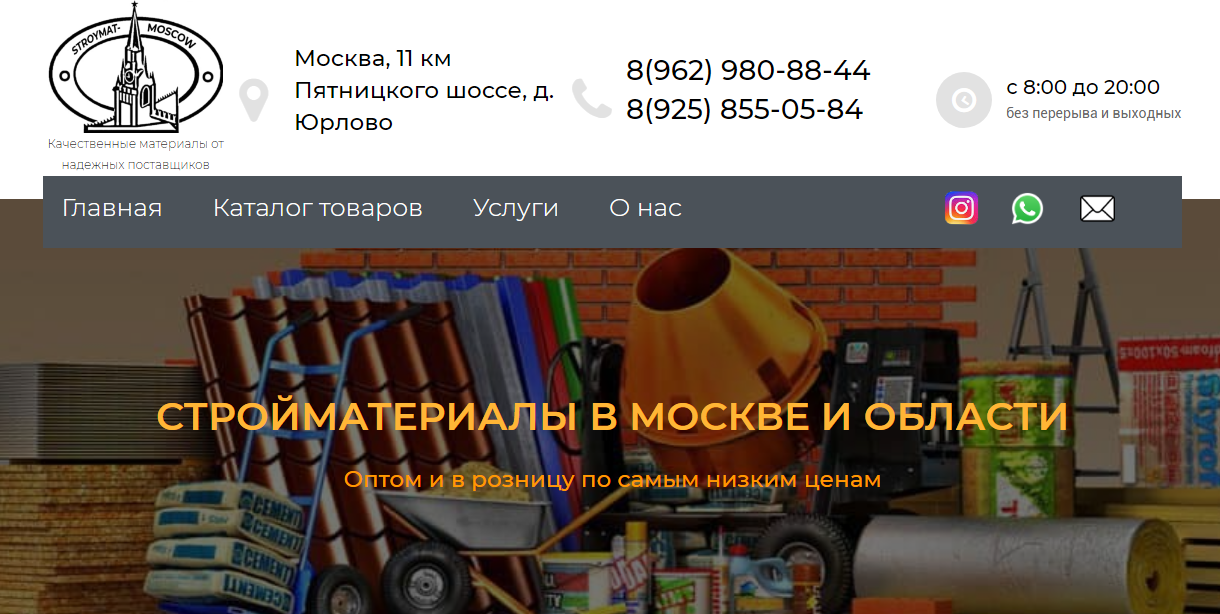 STROYMAT-MOSCOW
Качественные материалы от
надежных поставщиков
Москва, 11 км
Пятницкого шоссе, д.
Юрлово
8(962) 980-88-44
8(925) 855-05-84
с 8:00 до 20:00
без перерыва и выходных
Главная
Каталог товаров
Услуги
О нас
СТРОЙМАТЕРИАЛЫ В МОСКВЕ И ОБЛАСТИ
Оптом и в розницу по самым низким ценам
CEMENT
CEMENT
CEMENT
CEMENT